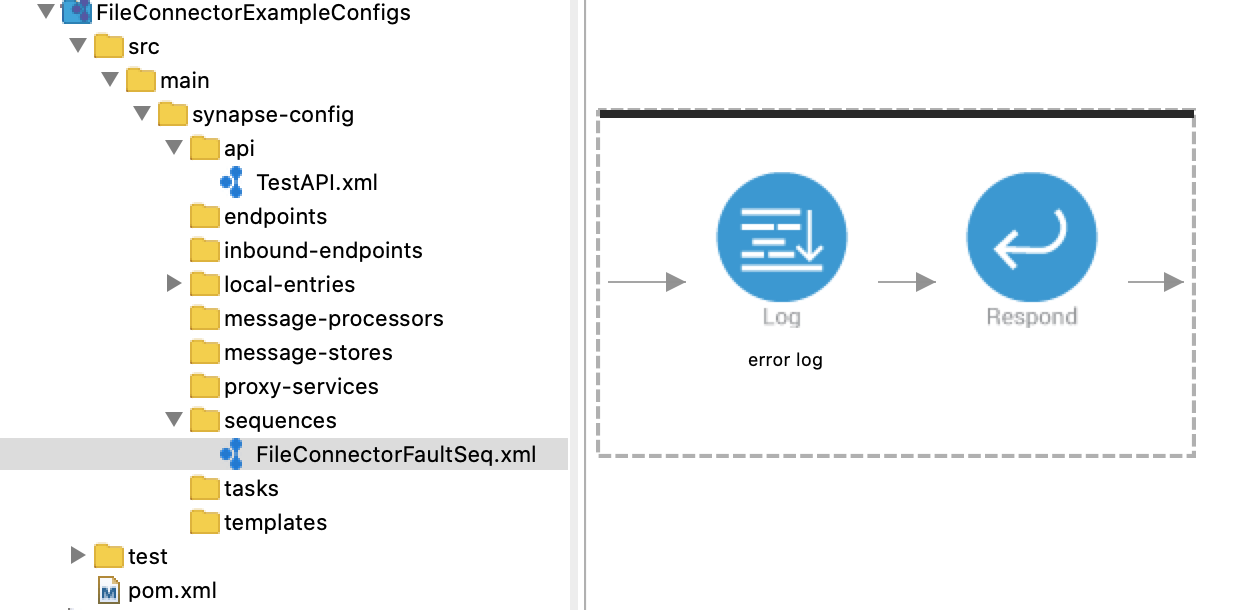 FileConnectorExampleConfigs
src
main
synapse-config
api
TestAPI.xml
endpoints
inbound-endpoints
local-entries
message-processors
message-stores
proxy-services
sequences
FileConnectorFaultSeq.xml
tasks
templates
test
M
pom.xml
Log
error log
Respond